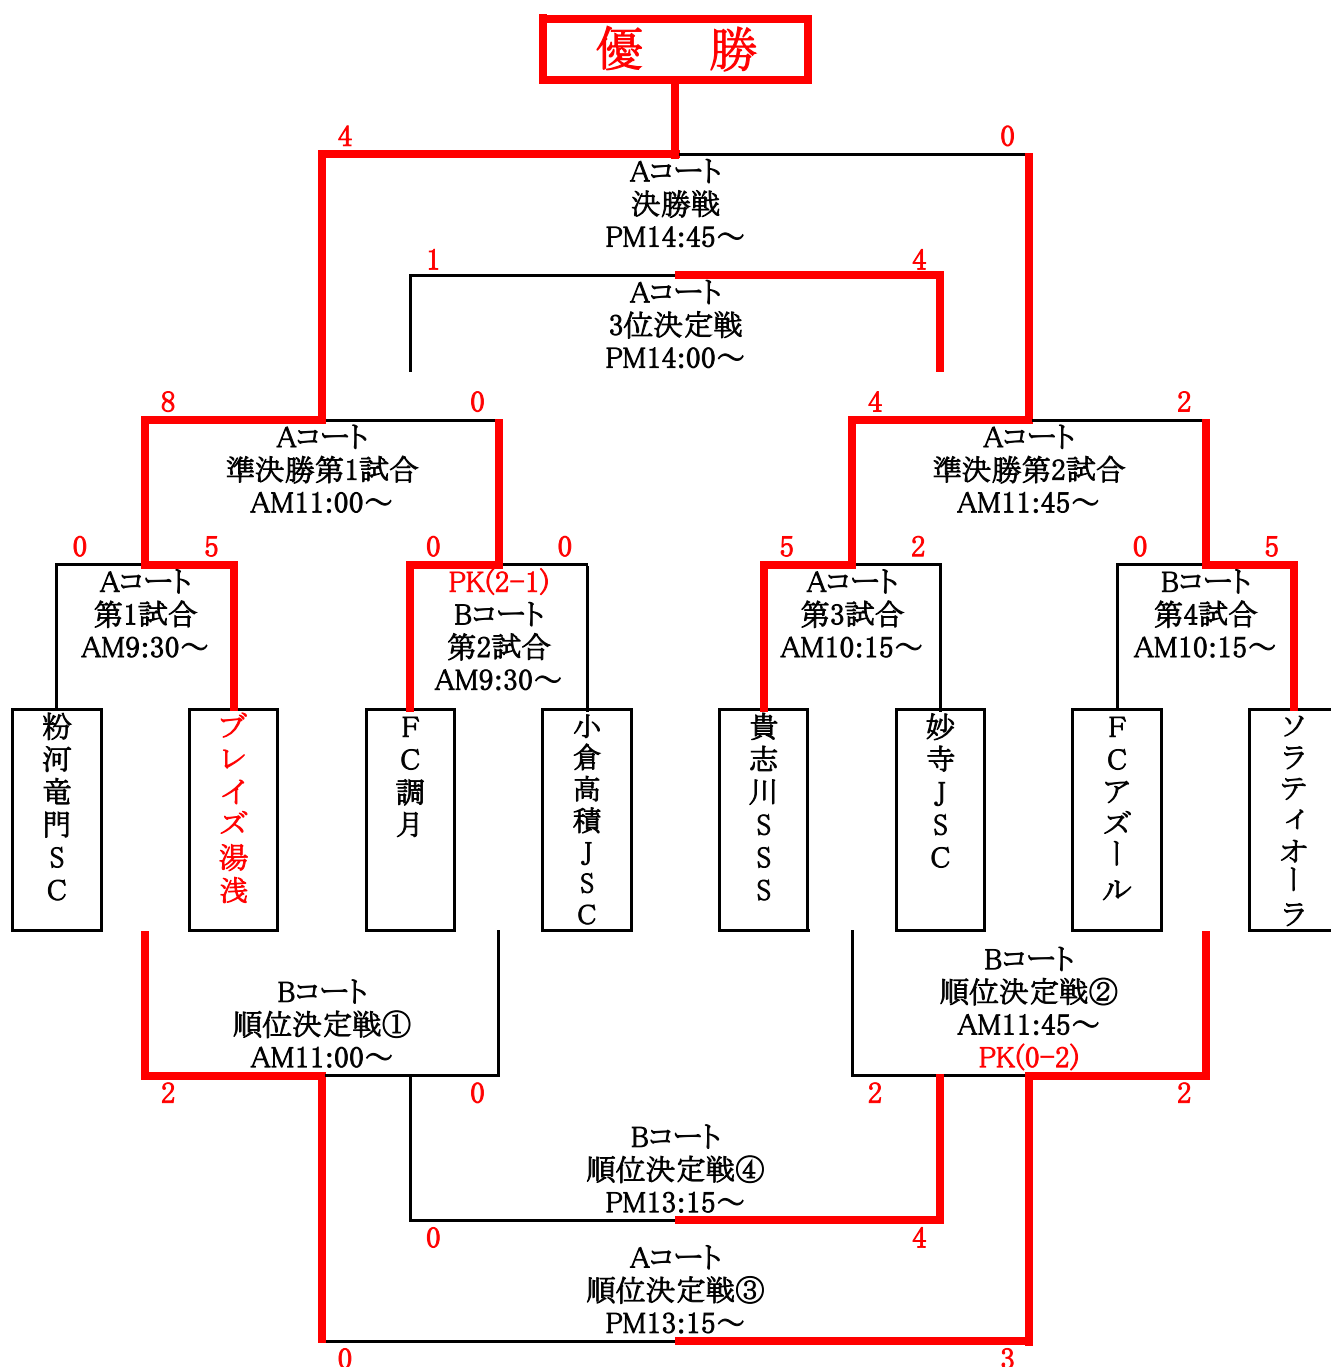 優　勝
4
0
Aコート
決勝戦
PM14:45～
1
4
Aコート
3位決定戦
PM14:00～
8
0
4
2
Aコート
準決勝第1試合
AM11:00～
Aコート
準決勝第2試合
AM11:45～
0
5
0
0
5
2
0
5
Aコート
第1試合
AM9:30～
PK(2-1)
Bコート
第2試合
AM9:30～
Aコート
第3試合
AM10:15～
Bコート
第4試合
AM10:15～
粉河竜門SC
ブレイズ湯浅
FC調月
小倉高積JSC
貴志川SSS
妙寺JSC
FCアズール
ソラティオーラ
Bコート
順位決定戦①
AM11:00～
Bコート
順位決定戦②
AM11:45～
PK(0-2)
2
0
2
2
Bコート
順位決定戦④
PM13:15～
0
4
Aコート
順位決定戦③
PM13:15～
0
3